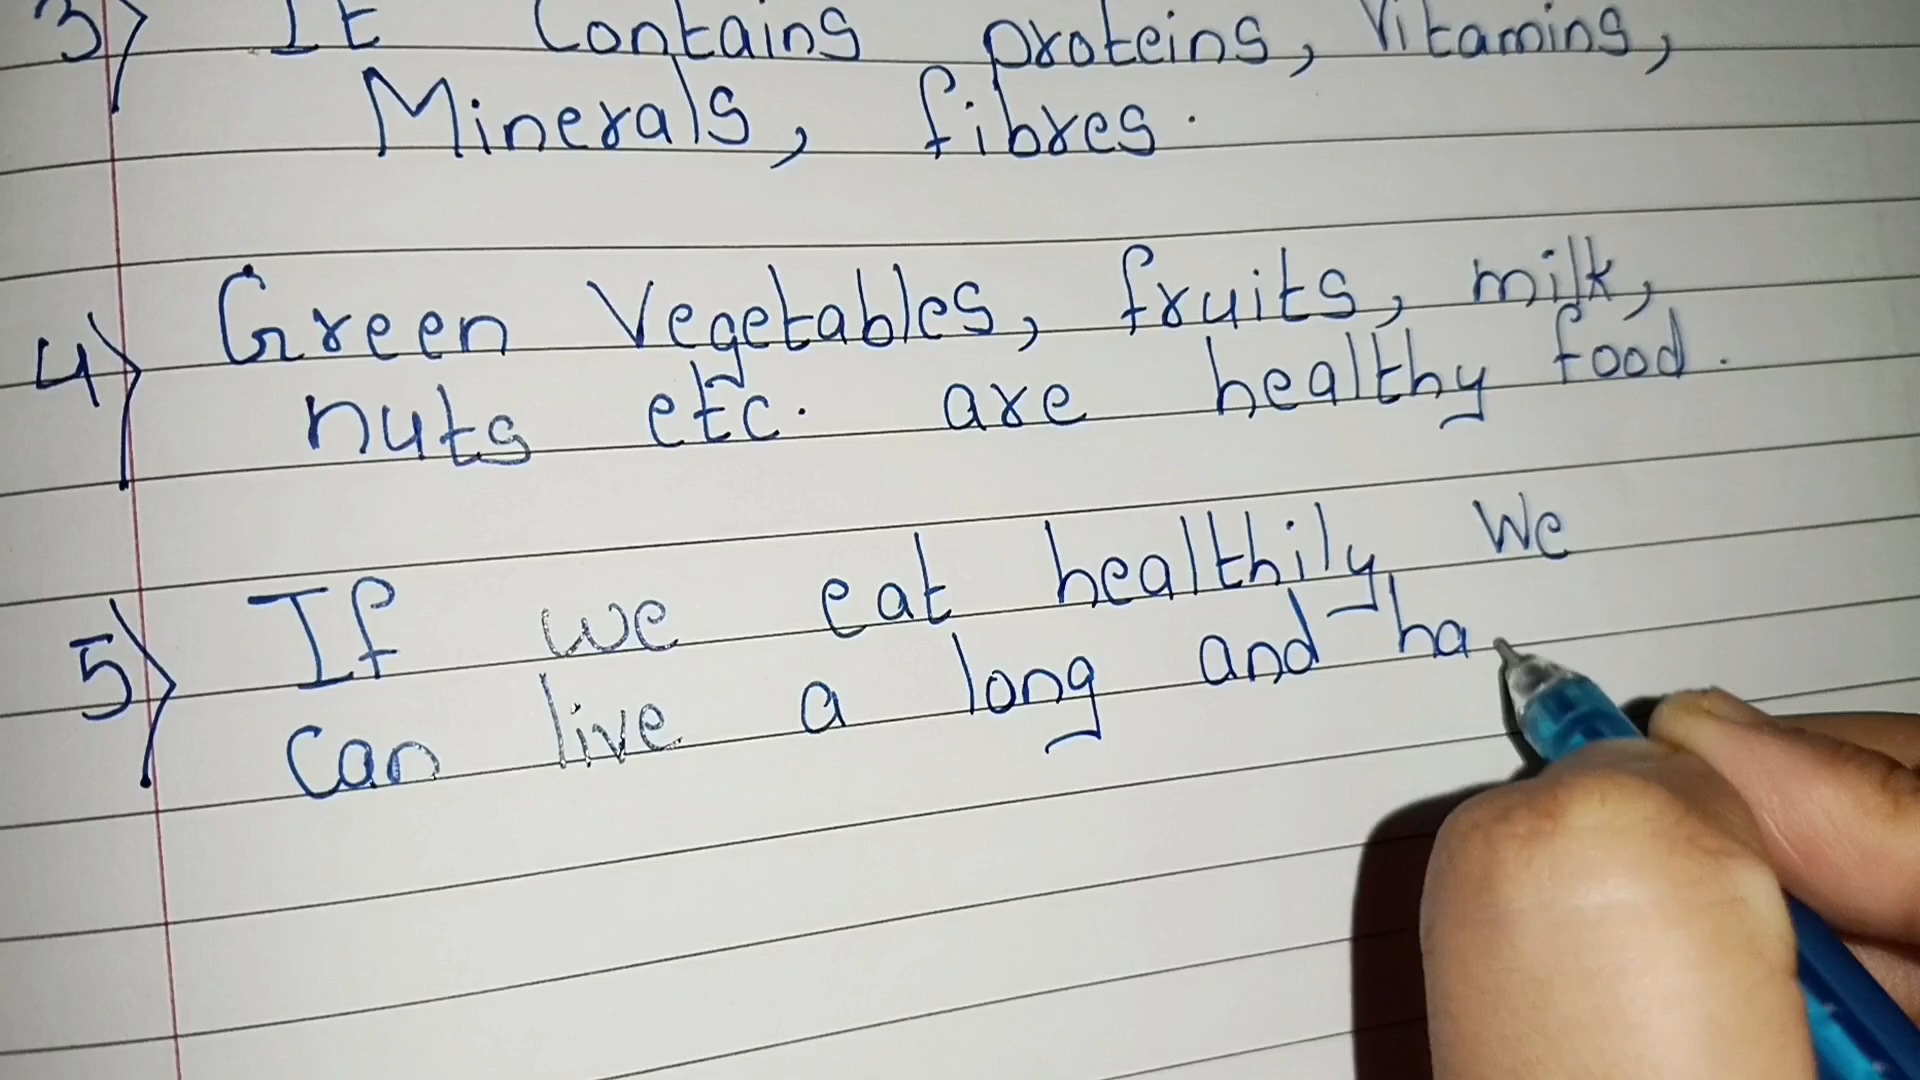 3) It Contains proteins, Vitamins,
Minerals, fibres.
4) Green Vegetables, fruits, milk,
nuts etc. are healthy food.
5) If we eat healthily We
can live a long and ha